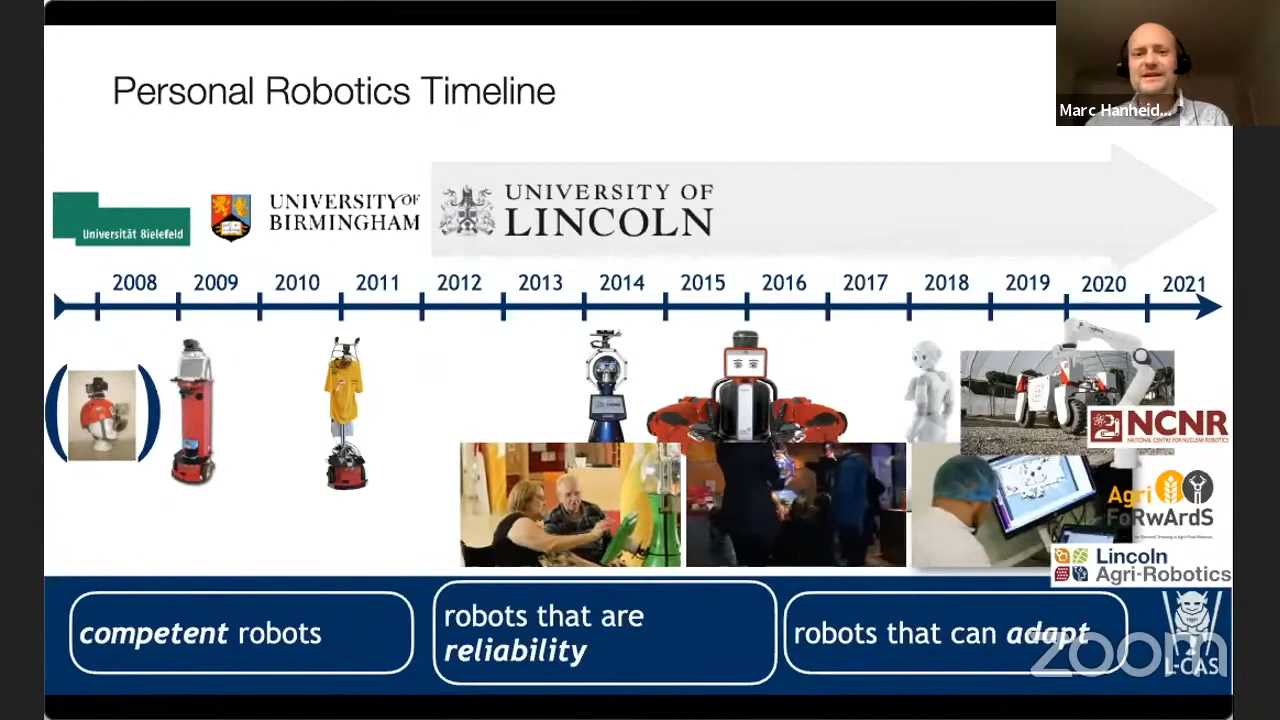 Personal Robotics Timeline
Marc Hanheid...
Universität Bielefeld
UNIVERSITY OF
BIRMINGHAM
UNIVERSITY OF
LINCOLN
2008 2009 2010 2011 2012 2013 2014 2015 2016 2017 2018 2019 2020 2021
NCNR
NATIONAL CENTRE FOR NUCLEAR ROBOTICS
Agri
FoRwArdS
Lincoln
Agri-Robotics
competent robots
robots that are
reliability
robots that can adapt
zoom
L-CAS